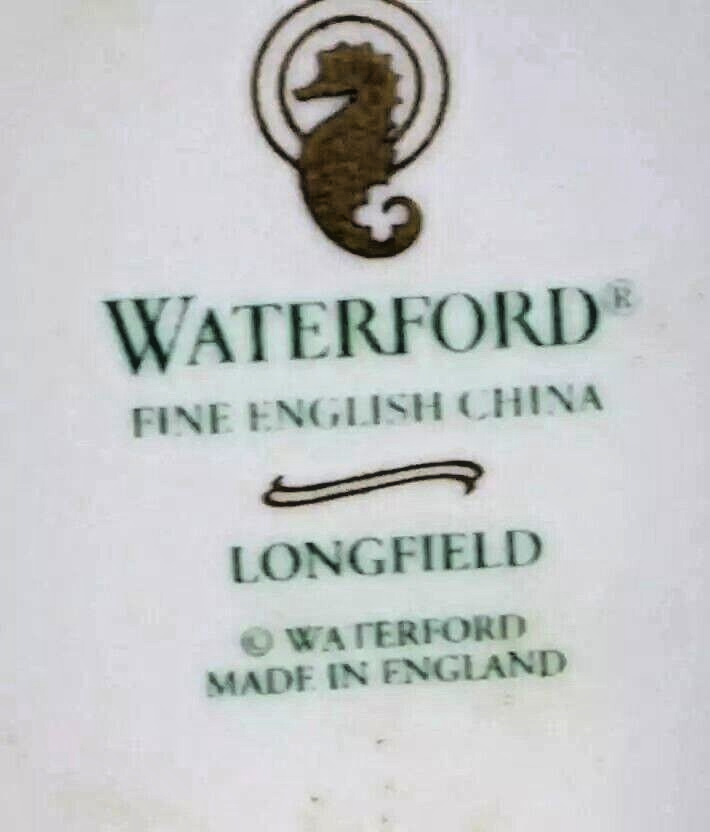 WATERFORD®
FINE ENGLISH CHINA
LONGFIELD
© WATERFORD
MADE IN ENGLAND